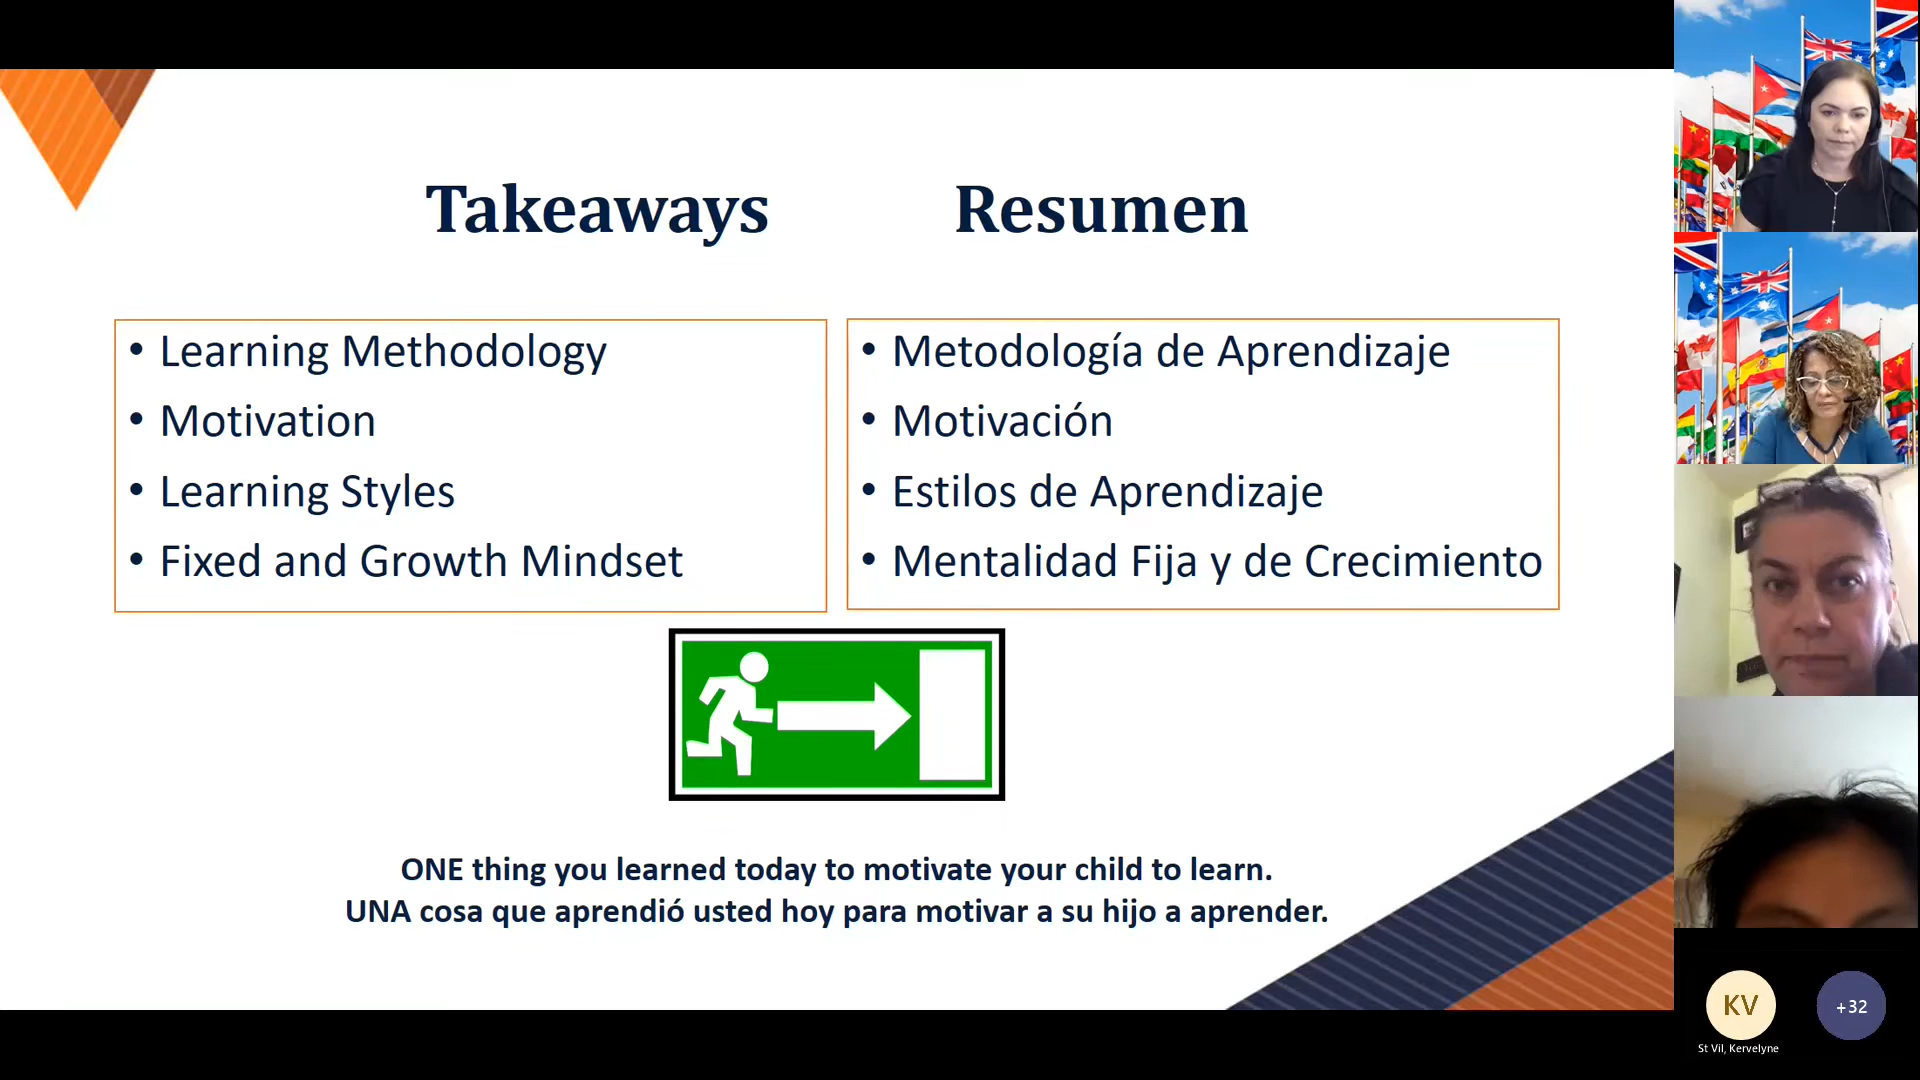 Takeaways
Resumen
• Learning Methodology
• Motivation
• Learning Styles
• Fixed and Growth Mindset
• Metodología de Aprendizaje
• Motivación
• Estilos de Aprendizaje
• Mentalidad Fija y de Crecimiento
ONE thing you learned today to motivate your child to learn.
UNA cosa que aprendió usted hoy para motivar a su hijo a aprender.
KV
+32
St Vil, Kervelyne